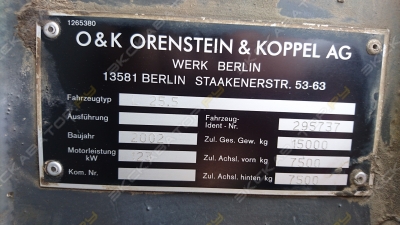 1265380
O&K ORENSTEIN & KOPPEL AG
WERK BERLIN
13581 BERLIN STAAKENERSTR. 53-63
Fahrzeugtyp 25.5
Ausführung
Fahrzeug-
Ident - Nr. 295737
Baujahr 2002
Zul. Ges. Gew. kg 15000
Motorleistung
kW
Zul. Achsl. vorn kg 7500
Kom. Nr.
Zul. Achsl. hinten kg 7500